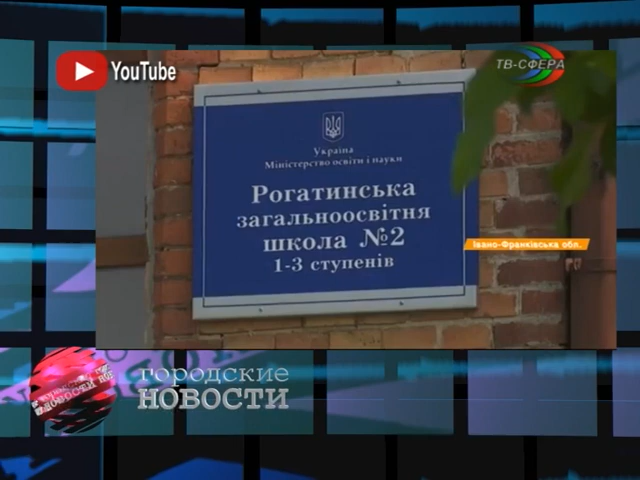 YouTube
ТВ-СФЕРА
Україна
Міністерство освіти і науки
Рогатинська
загальноосвітня
школа №2
1-3 ступенів
Івано-Франківська обл.
городские
НОВОСТИ